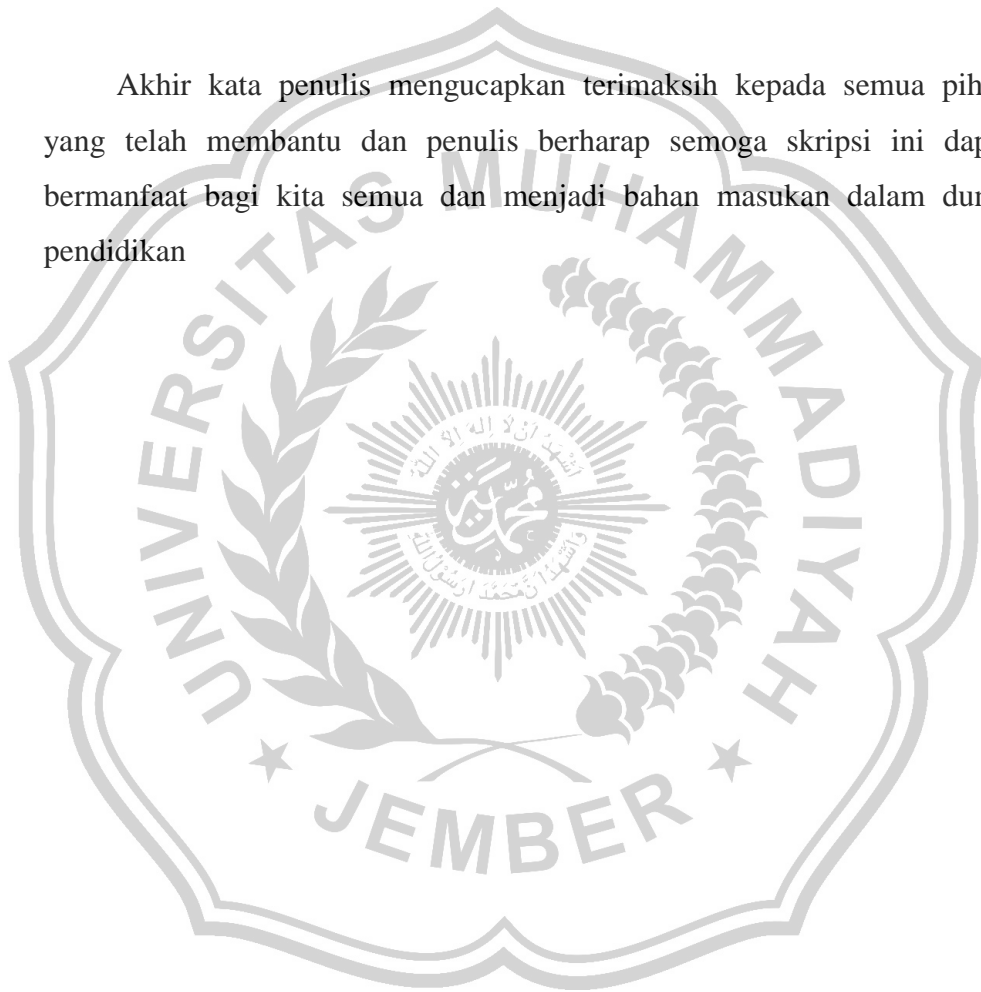 Akhir kata penulis mengucapkan terimaksih kepada semua pih
yang telah membantu dan penulis berharap semoga skripsi ini dap
bermanfaat bagi kita semua dan menjadi bahan masukan dalam dun
pendidikan
UNIVERSITAS MUHAMMADIYAH
JEMBER